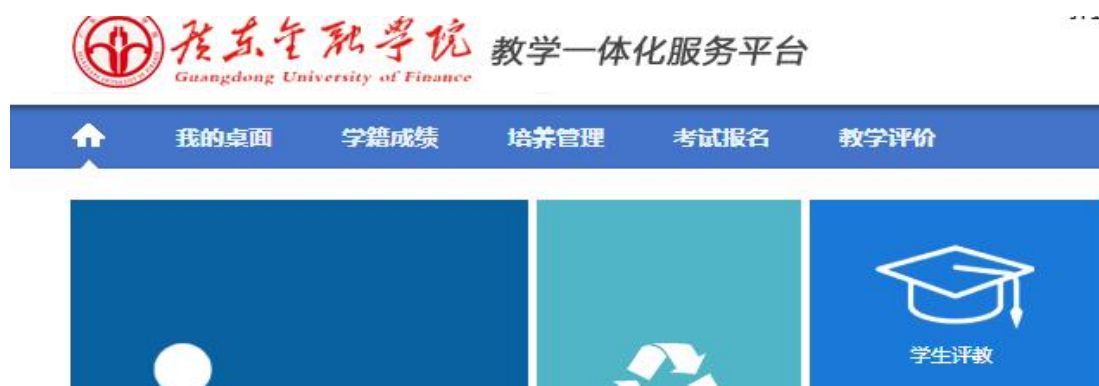 广东金融学院 教学一体化服务平台
Guangdong University of Finance
我的桌面 学籍成绩 培养管理 考试报名 教学评价
学生评教